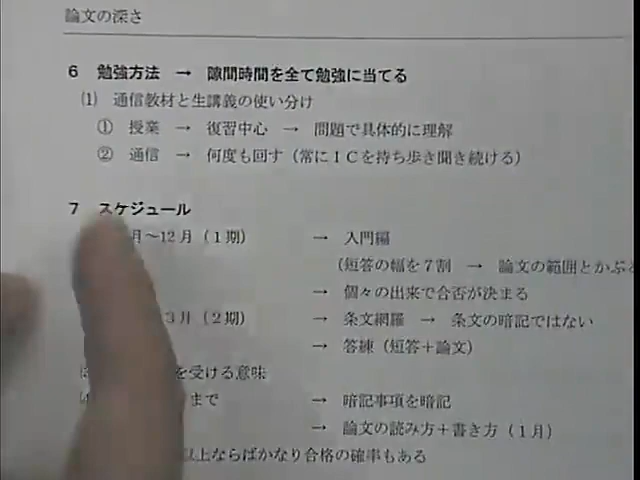 論文の深さ
6 勉強方法 → 隙間時間を全て勉強に当てる
⑴ 通信教材と生講義の使い分け
① 授業 → 復習中心 → 問題で具体的に理解
② 通信 → 何度も回す（常にＩＣを持ち歩き聞き続ける）
7 スケジュール
月～12月（1期） → 入門編
（短答の幅を7割 → 論文の範囲とかぶる
→ 個々の出来で合否が決まる
3月（2期） → 条文網羅 → 条文の暗記ではない
→ 答練（短答＋論文）
を受ける意味
まで → 暗記事項を暗記
→ 論文の読み方＋書き方（1月）
以上ならばかなり合格の確率もある